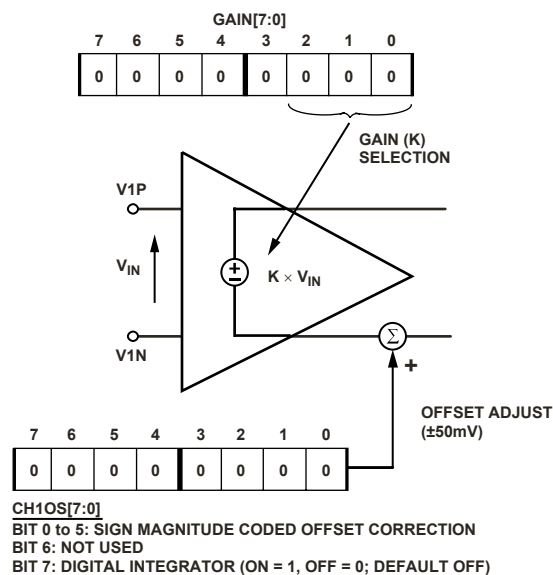 GAIN[7:0]
7 6 5 4 3 2 1 0
0 0 0 0 0 0 0 0
GAIN (K)
SELECTION
V1P
VIN
+
−
K × VIN
V1N
Σ
+
OFFSET ADJUST
(±50mV)
7 6 5 4 3 2 1 0
0 0 0 0 0 0 0 0
CH1OS[7:0]
BIT 0 to 5: SIGN MAGNITUDE CODED OFFSET CORRECTION
BIT 6: NOT USED
BIT 7: DIGITAL INTEGRATOR (ON = 1, OFF = 0; DEFAULT OFF)